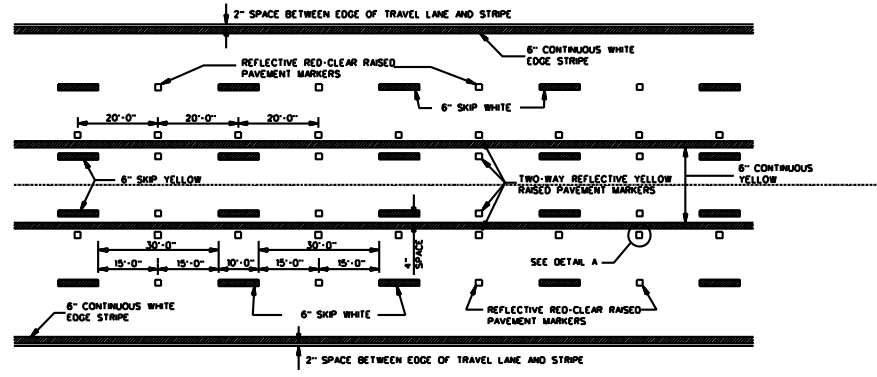 2" SPACE BETWEEN EDGE OF TRAVEL LANE AND STRIPE
6" CONTINUOUS WHITE
EDGE STRIPE
REFLECTIVE RED-CLEAR RAISED
PAVEMENT MARKERS
6" SKIP WHITE
20'-0" 20'-0" 20'-0"
6" SKIP YELLOW
TWO-WAY REFLECTIVE YELLOW
RAISED PAVEMENT MARKERS
6" CONTINUOUS
YELLOW
30'-0" 30'-0"
15'-0" 15'-0" 10'-0" 15'-0" 15'-0"
4"
SPACE
SEE DETAIL A
6" CONTINUOUS WHITE
EDGE STRIPE
6" SKIP WHITE
REFLECTIVE RED-CLEAR RAISED
PAVEMENT MARKERS
2" SPACE BETWEEN EDGE OF TRAVEL LANE AND STRIPE